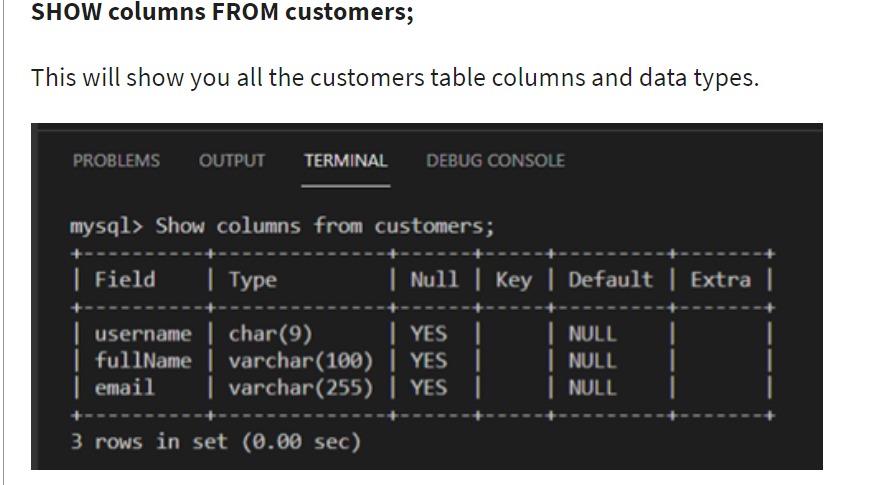 SHOW columns FROM customers;
This will show you all the customers table columns and data types.
PROBLEMS OUTPUT TERMINAL DEBUG CONSOLE
mysql> Show columns from customers;
+-----------+--------------+------+-----+---------+-------+
| Field     | Type         | Null | Key | Default | Extra |
+-----------+--------------+------+-----+---------+-------+
| username | char(9)      | YES  |     | NULL    |       |
| fullName | varchar(100) | YES  |     | NULL    |       |
| email    | varchar(255) | YES  |     | NULL    |       |
+-----------+--------------+------+-----+---------+-------+
3 rows in set (0.00 sec)